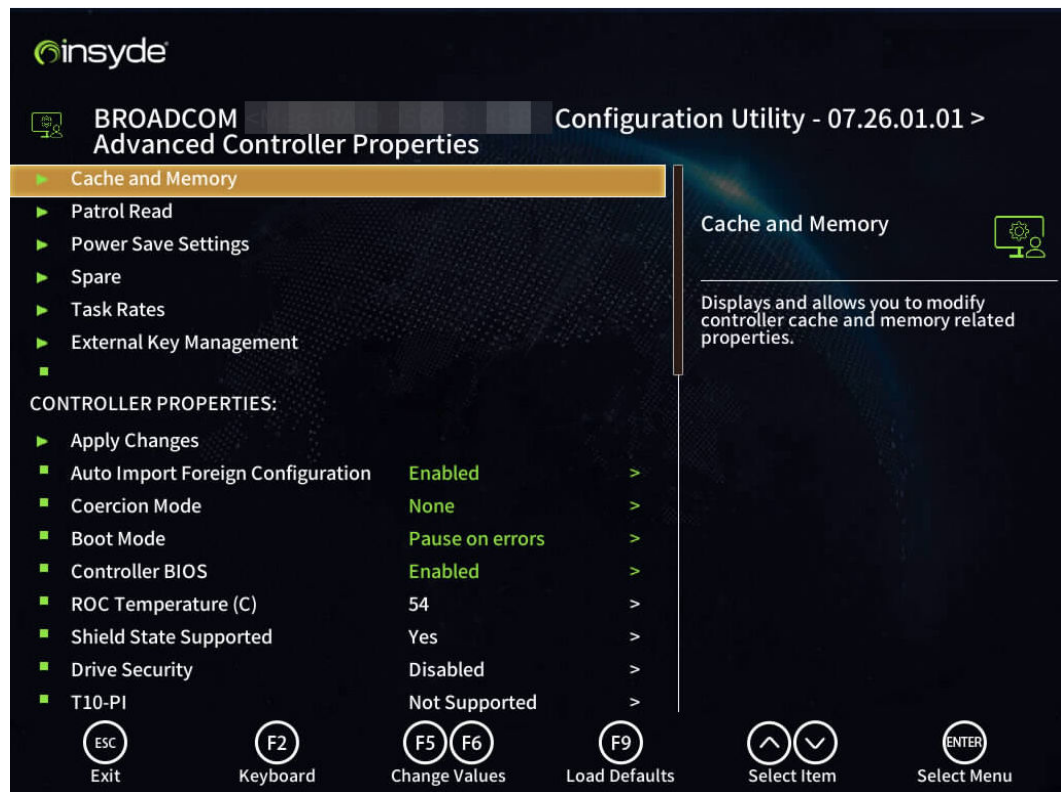 insyde
BROADCOM Configuration Utility - 07.26.01.01 >
Advanced Controller Properties
Cache and Memory
Patrol Read
Power Save Settings
Spare
Task Rates
External Key Management
CONTROLLER PROPERTIES:
Apply Changes
Auto Import Foreign Configuration Enabled >
Coercion Mode None >
Boot Mode Pause on errors >
Controller BIOS Enabled >
ROC Temperature (C) 54 >
Shield State Supported Yes >
Drive Security Disabled >
T10-PI Not Supported >
Cache and Memory
Displays and allows you to modify
controller cache and memory related
properties.
ESC
Exit
F2
Keyboard
F5 F6
Change Values
F9
Load Defaults
Select Item
ENTER
Select Menu